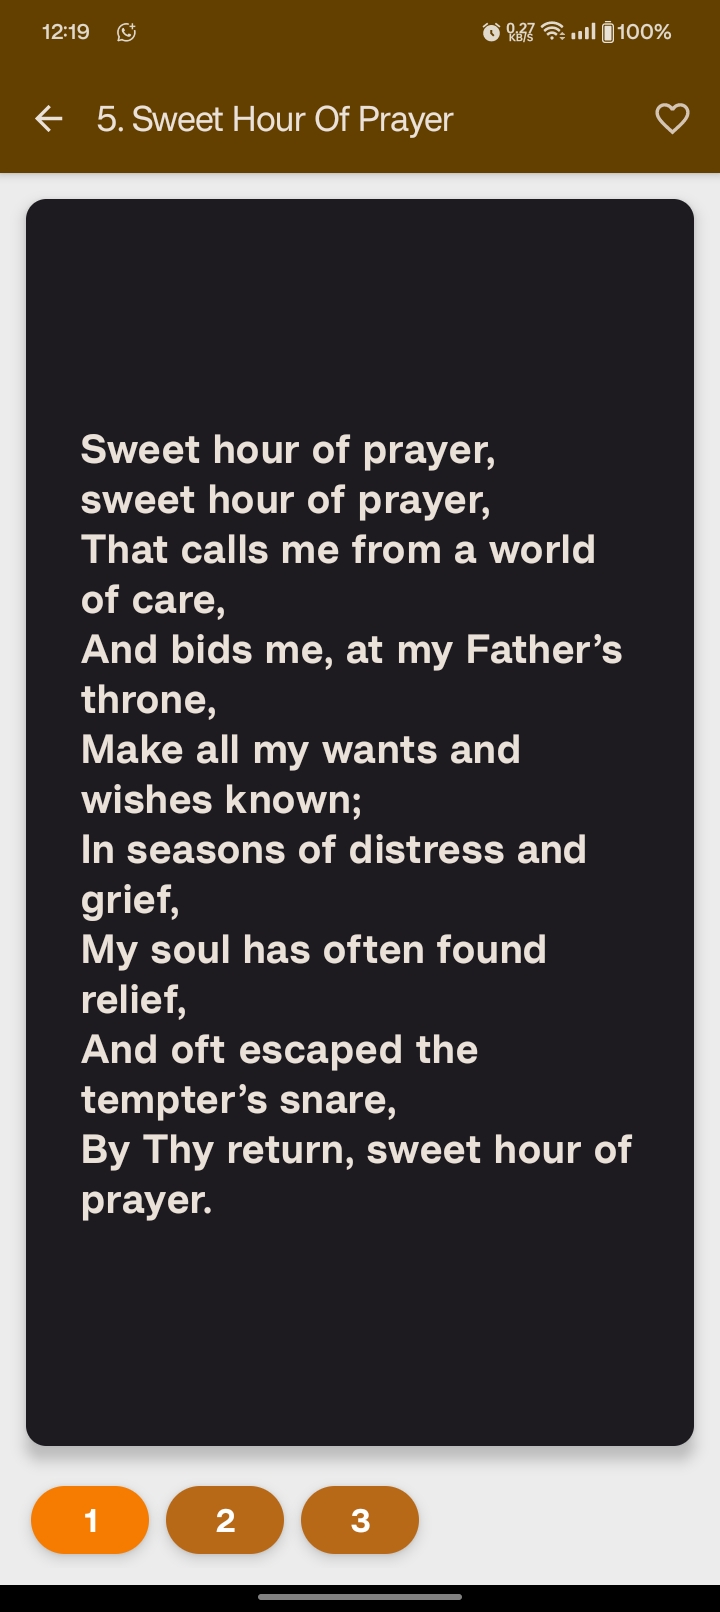 12:19
0.27 KB/S
100%
5. Sweet Hour Of Prayer
Sweet hour of prayer,
sweet hour of prayer,
That calls me from a world
of care,
And bids me, at my Father’s
throne,
Make all my wants and
wishes known;
In seasons of distress and
grief,
My soul has often found
relief,
And oft escaped the
tempter’s snare,
By Thy return, sweet hour of
prayer.
1 2 3